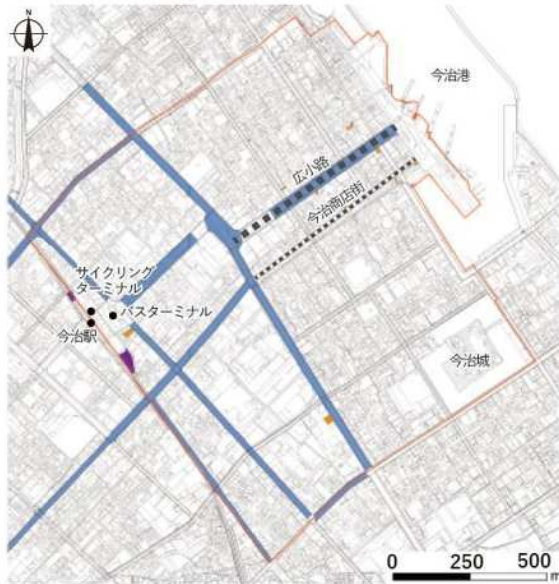 今治港
広小路
今治商店街
サイクリング
ターミナル
バスターミナル
今治駅
今治城
0 250 500
m